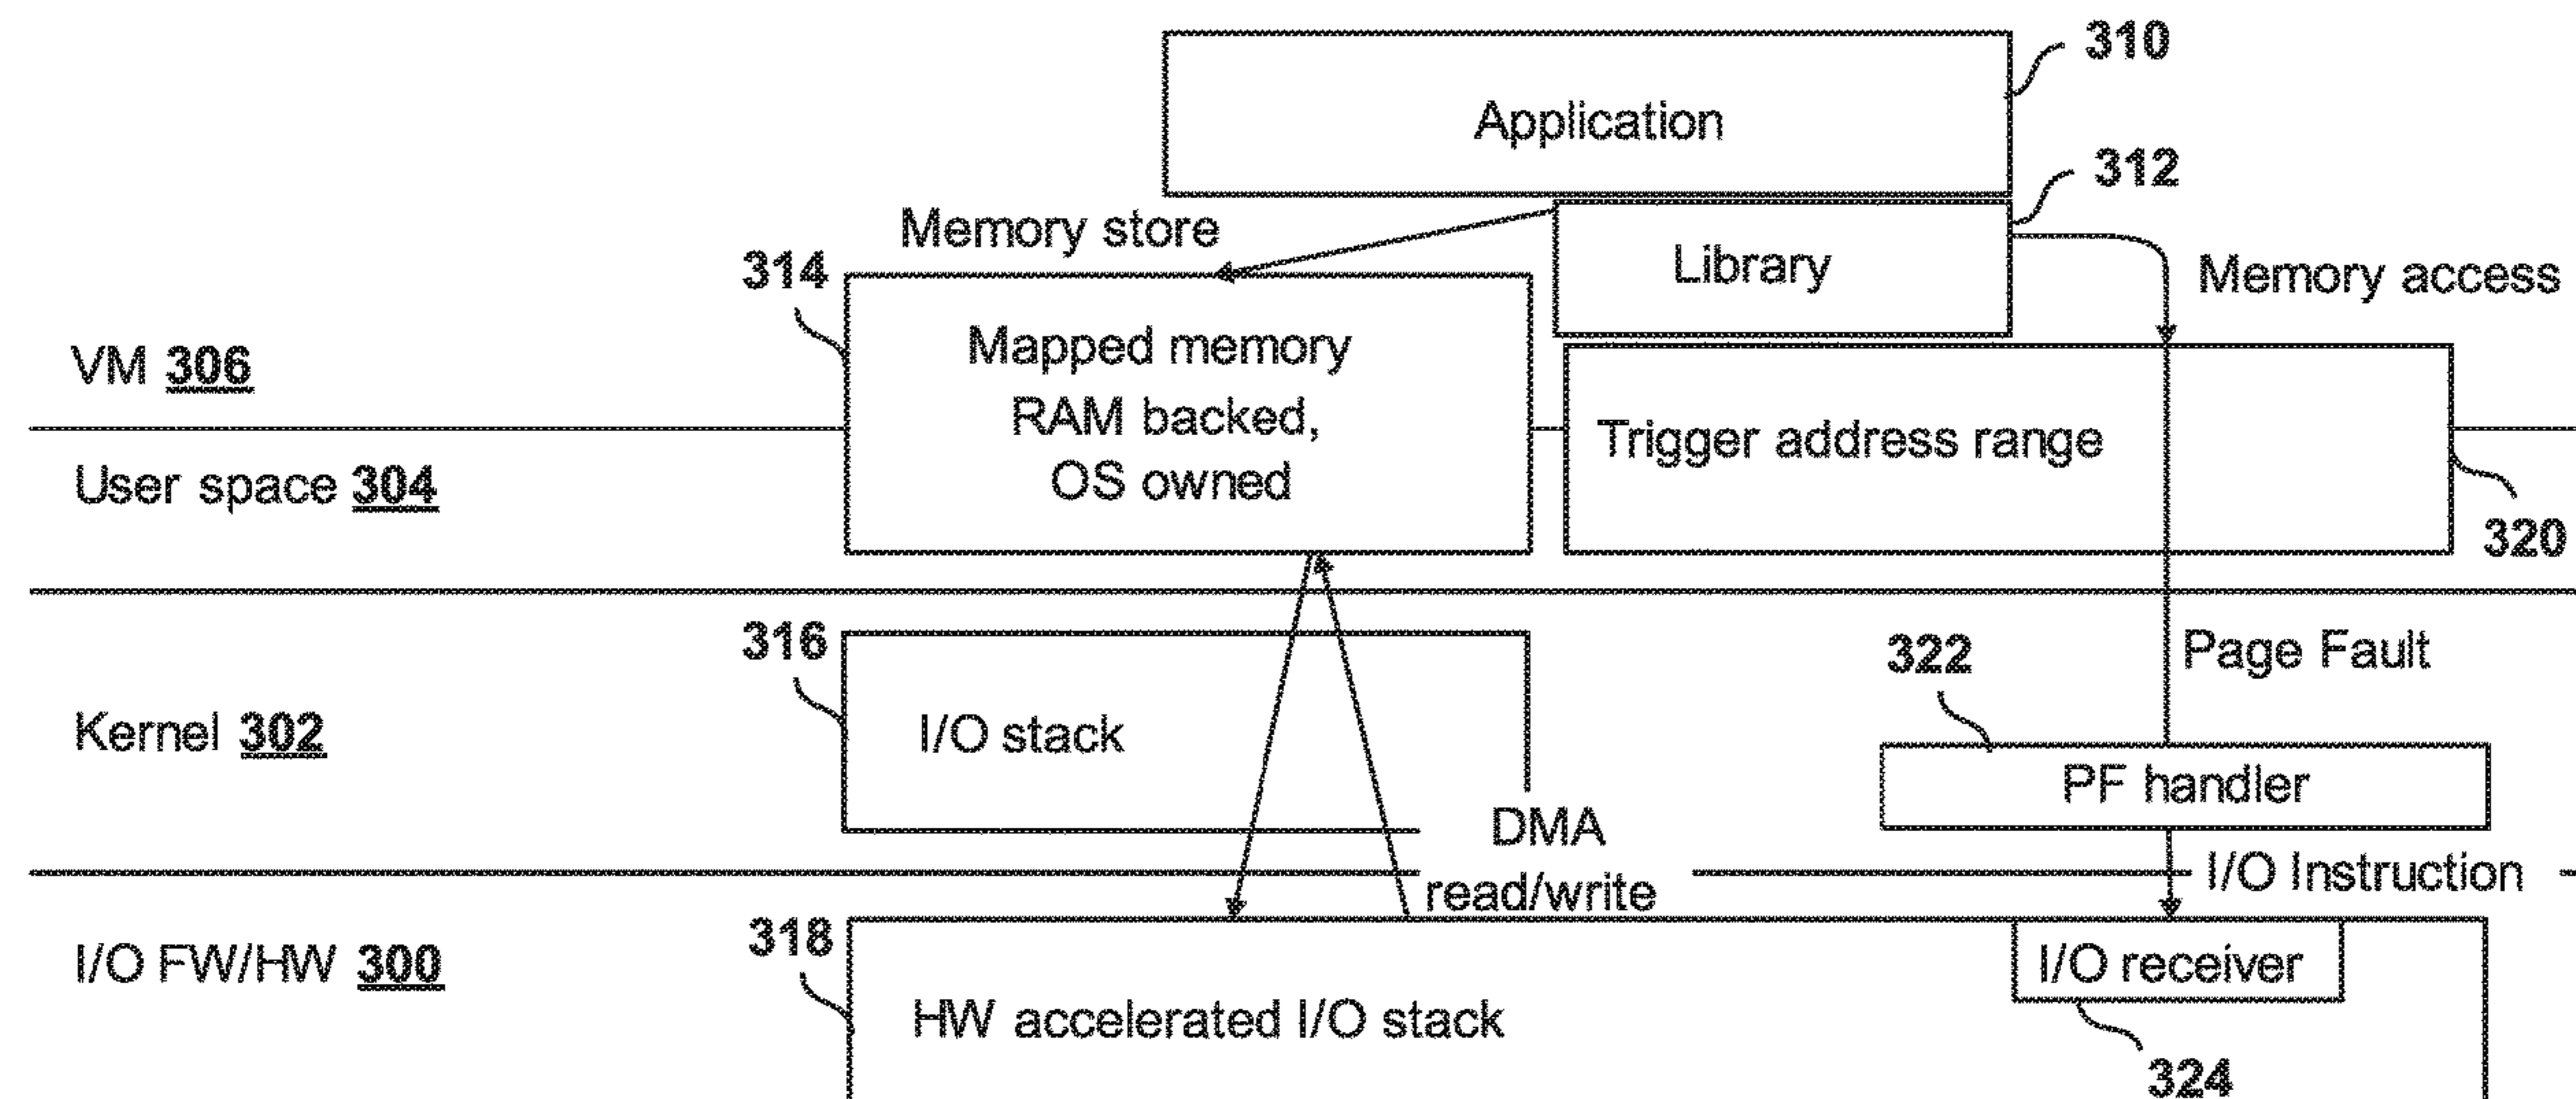 310
Application
312
Memory store
314
Library
Memory access
Mapped memory
RAM backed,
OS owned
VM 306
Trigger address range
User space 304
320
316
322
Page Fault
Kernel 302
I/O stack
PF handler
DMA
read/write
I/O Instruction
318
I/O FW/HW 300
I/O receiver
HW accelerated I/O stack
324